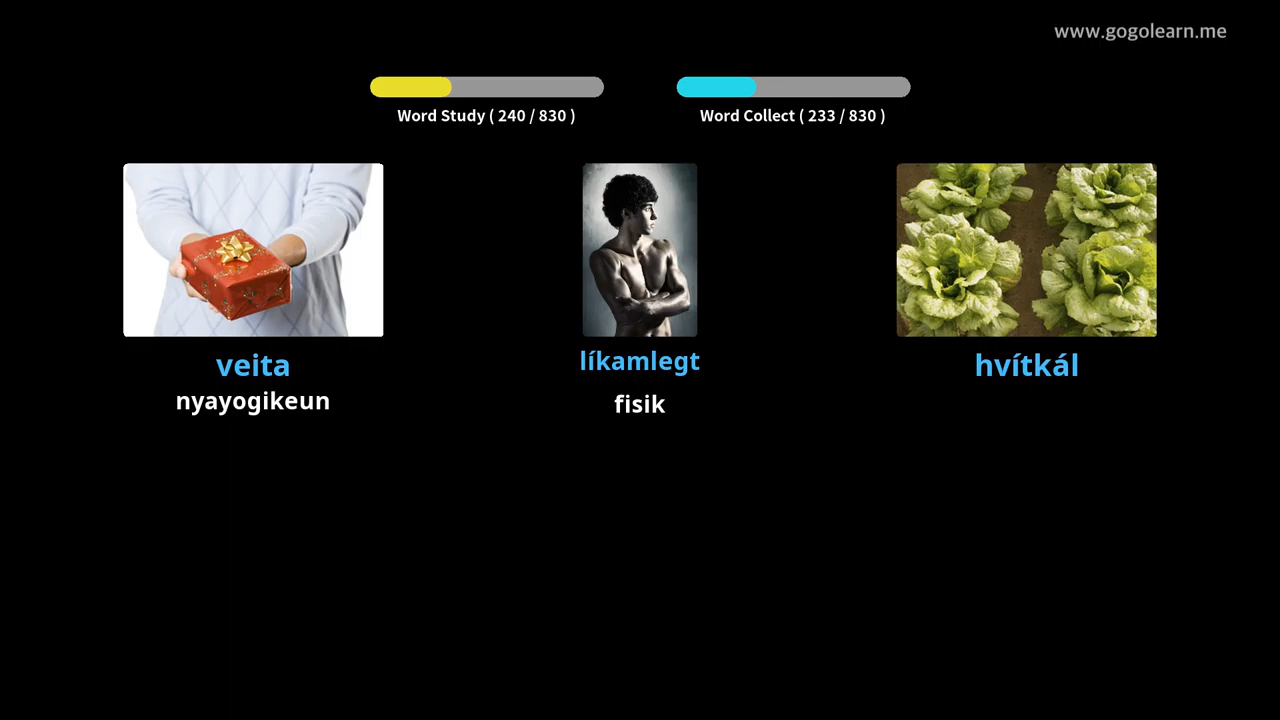 www.gogolearn.me
Word Study ( 240 / 830 )
Word Collect ( 233 / 830 )
veita
nyayogikeun
líkamlegt
fisik
hvítkál